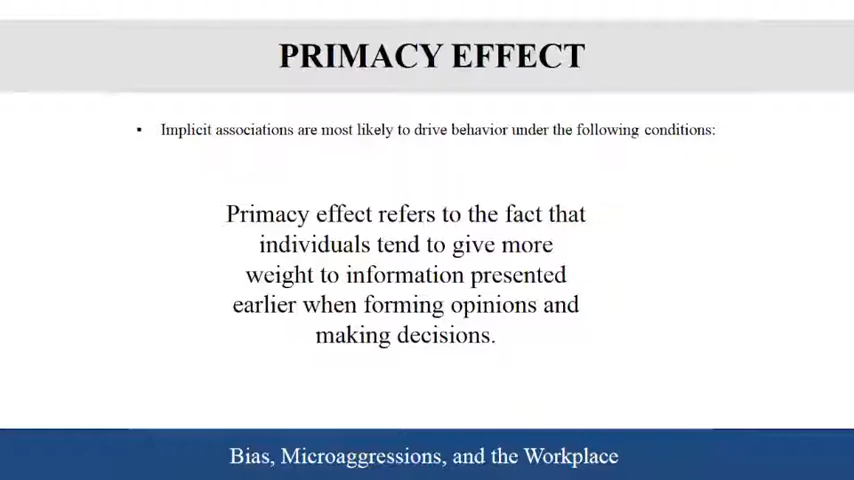 PRIMACY EFFECT
▪ Implicit associations are most likely to drive behavior under the following conditions:
Primacy effect refers to the fact that
individuals tend to give more
weight to information presented
earlier when forming opinions and
making decisions.
Bias, Microaggressions, and the Workplace